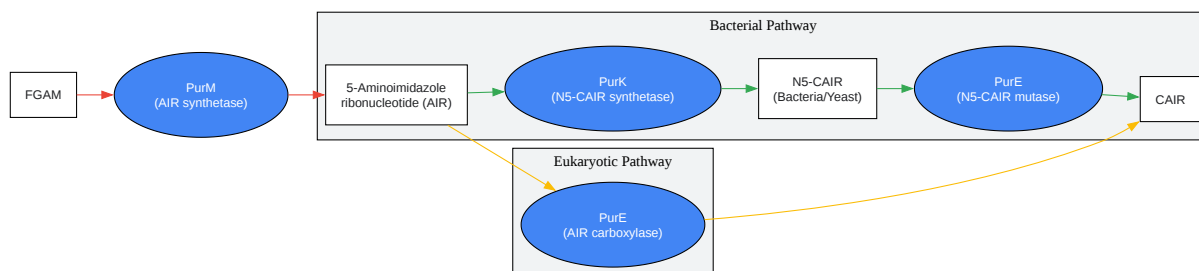 Bacterial Pathway
FGAM
PurM
(AIR synthetase)
5-Aminoimidazole
ribonucleotide (AIR)
PurK
(N5-CAIR synthetase)
N5-CAIR
(Bacteria/Yeast)
PurE
(N5-CAIR mutase)
CAIR
Eukaryotic Pathway
PurE
(AIR carboxylase)